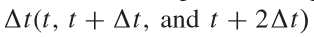 Δt(t, t + Δt, and t + 2Δt)